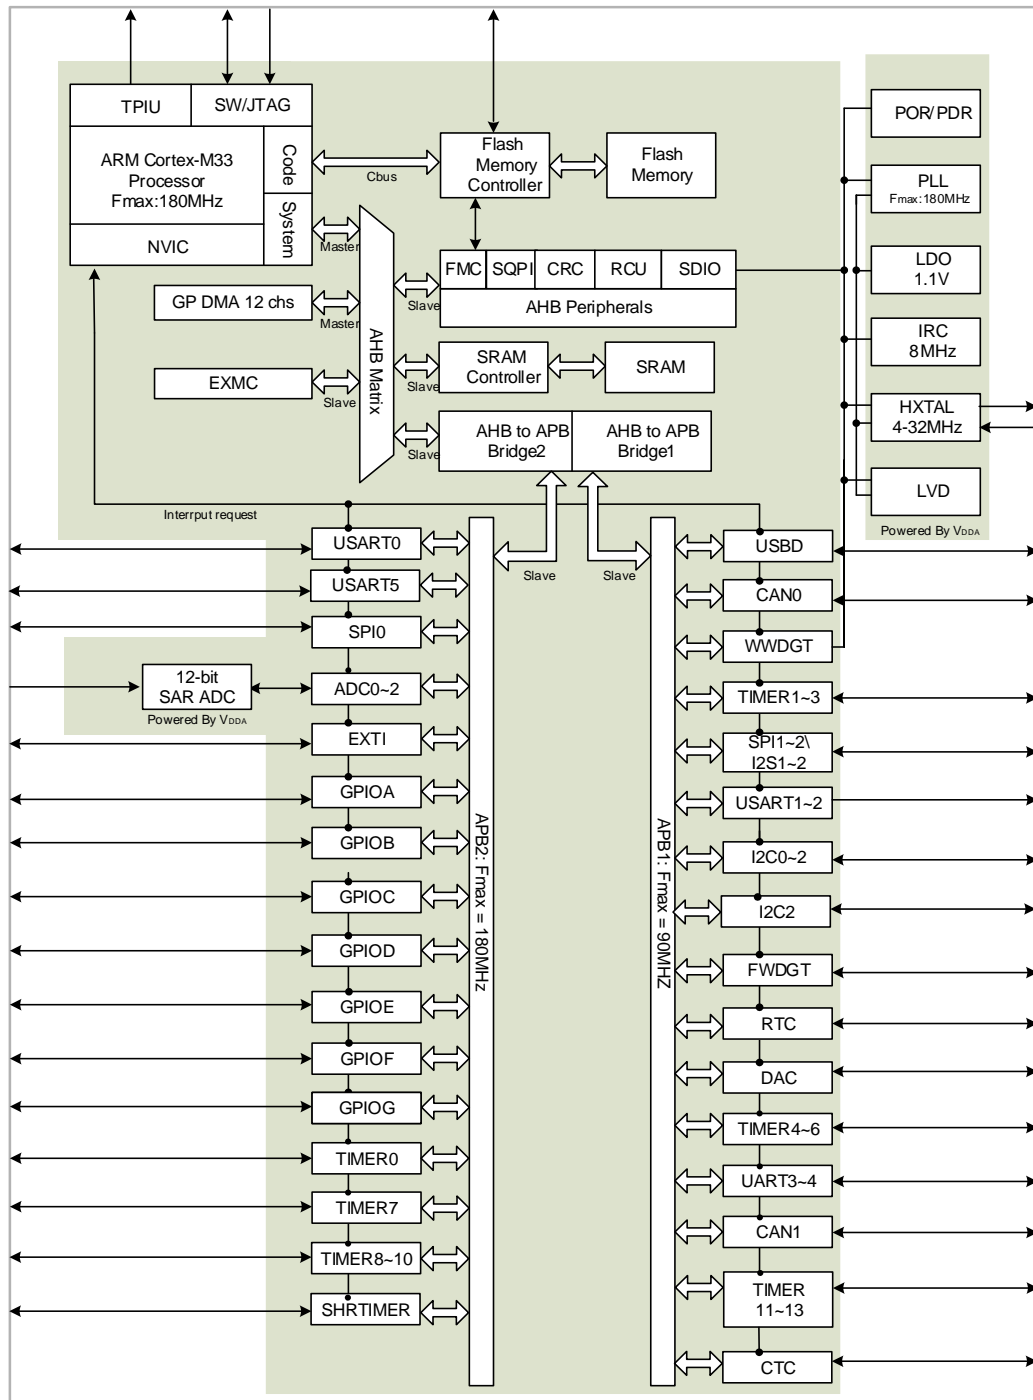 TPIU
SW/JTAG
ARM Cortex-M33
Processor
Fmax:180MHz
Code
System
NVIC
Cbus
Flash
Memory
Controller
Flash
Memory
Master
FMC
SQPI
CRC
RCU
SDIO
AHB Peripherals
Slave
GP DMA 12 chs
Master
AHB Matrix
EXMC
Slave
SRAM
Controller
SRAM
Slave
AHB to APB
Bridge2
AHB to APB
Bridge1
Slave
POR/PDR
PLL
Fmax:180MHz
LDO
1.1V
IRC
8MHz
HXTAL
4-32MHz
LVD
Powered By VDDA
Interrput request
Slave
Slave
USART0
USART5
SPI0
12-bit
SAR ADC
Powered By VDDA
ADC0~2
EXTI
GPIOA
GPIOB
GPIOC
GPIOD
GPIOE
GPIOF
GPIOG
TIMER0
TIMER7
TIMER8~10
SHRTIMER
APB2: Fmax = 180MHz
APB1: Fmax = 90MHZ
USBD
CAN0
WWDGT
TIMER1~3
SPI1~2\
I2S1~2
USART1~2
I2C0~2
I2C2
FWDGT
RTC
DAC
TIMER4~6
UART3~4
CAN1
TIMER
11~13
CTC